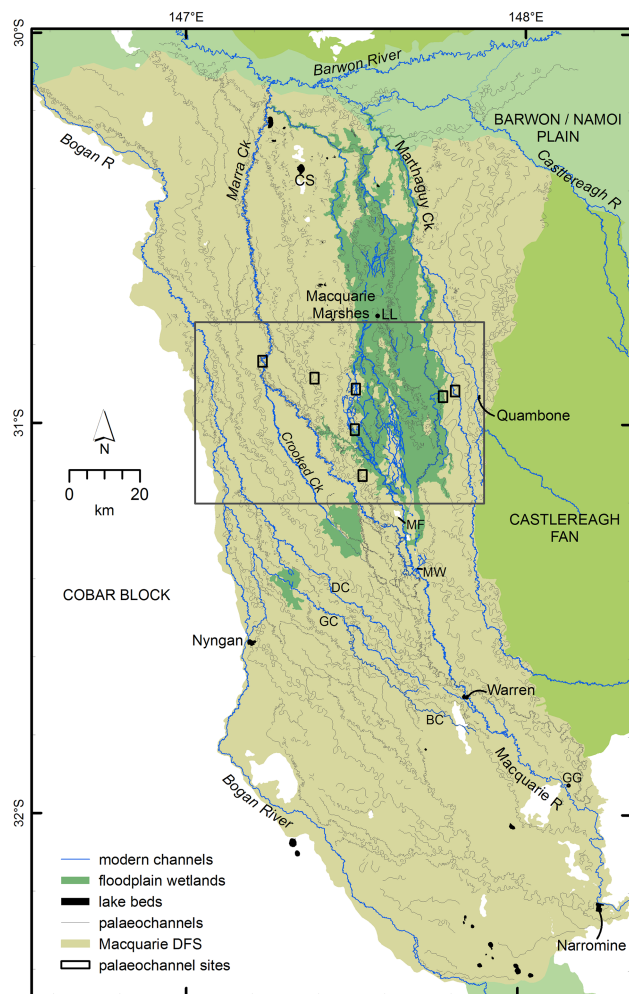 147°E
148°E
30°S
Barwon River
BARWON / NAMOI
PLAIN
Bogan R
Marra Ck
CS
Marthaguy Ck
Castlereagh R
Macquarie
Marshes
LL
31°S
Quambone
N
0 20
km
Crooked Ck
MF
CASTLEREAGH
FAN
MW
COBAR BLOCK
DC
GC
Nyngan
Warren
BC
Macquarie R
GG
32°S
Bogan River
modern channels
floodplain wetlands
lake beds
palaeochannels
Macquarie DFS
palaeochannel sites
Narromine